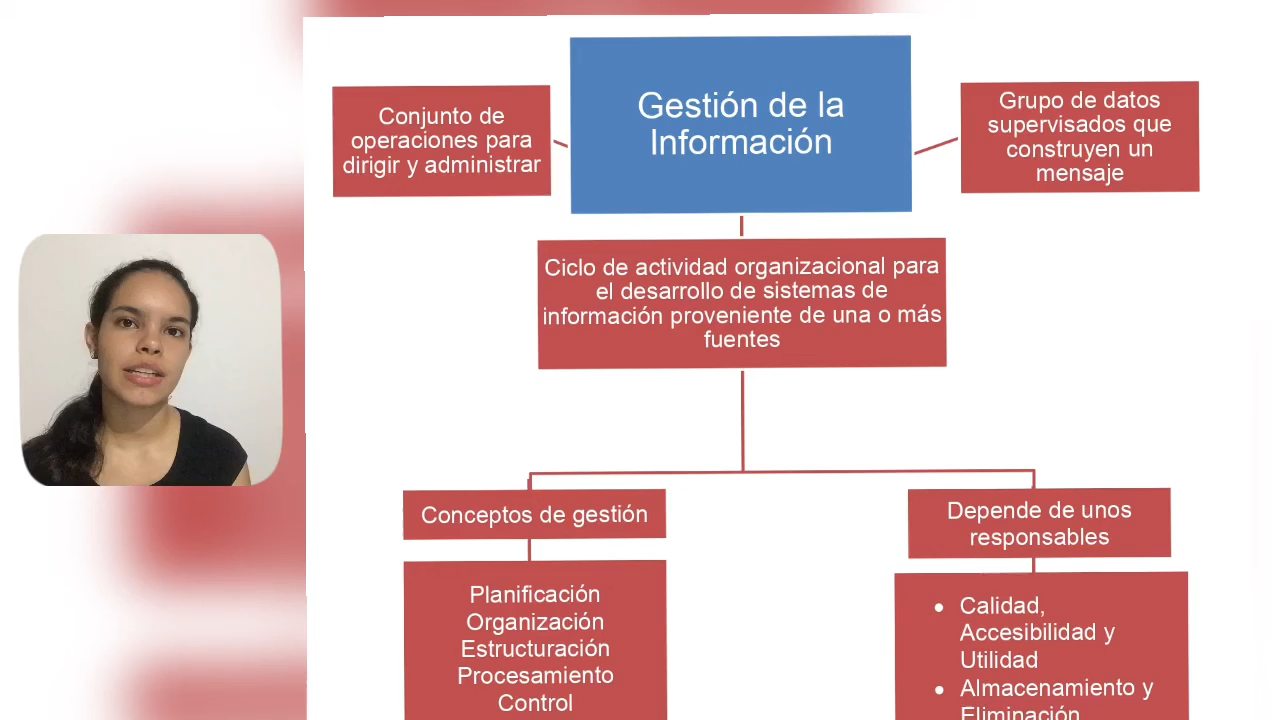 Gestión de la
Información
Conjunto de
operaciones para
dirigir y administrar
Grupo de datos
supervisados que
construyen un
mensaje
Ciclo de actividad organizacional para
el desarrollo de sistemas de
información proveniente de una o más
fuentes
Conceptos de gestión
Planificación
Organización
Estructuración
Procesamiento
Control
Depende de unos
responsables
• Calidad,
Accesibilidad y
Utilidad
• Almacenamiento y
Eliminación